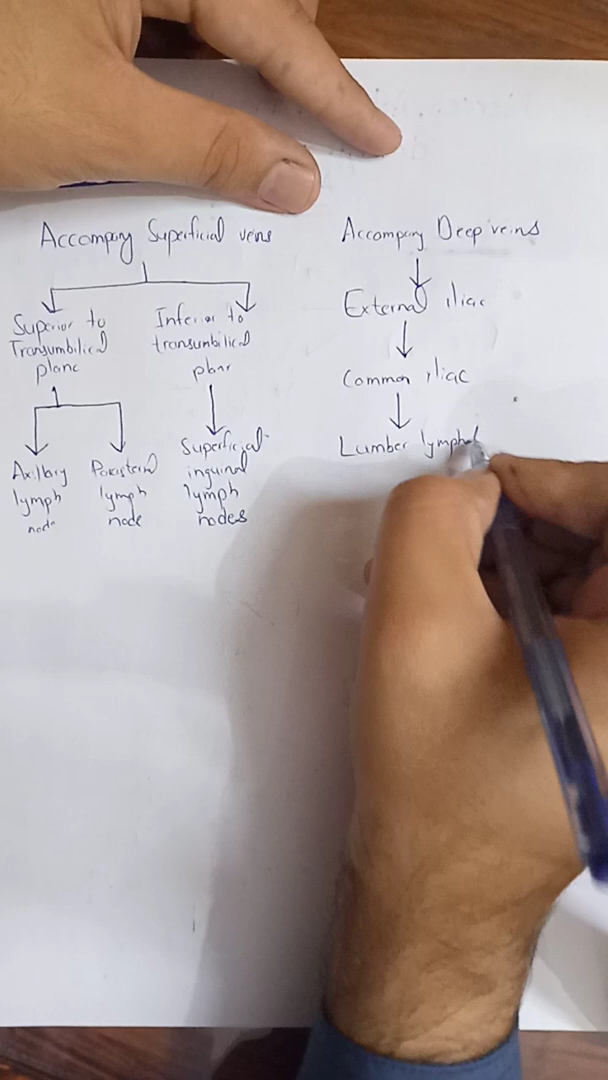 Accompany Superficial veins
Superior to
Transumbilical
plane
Axillary
lymph
node
Parasternal
lymph
node
Inferior to
transumbilical
plane
Superficial
inguinal
lymph
nodes
Accompany Deep veins
External iliac
Common iliac
Lumber lymph